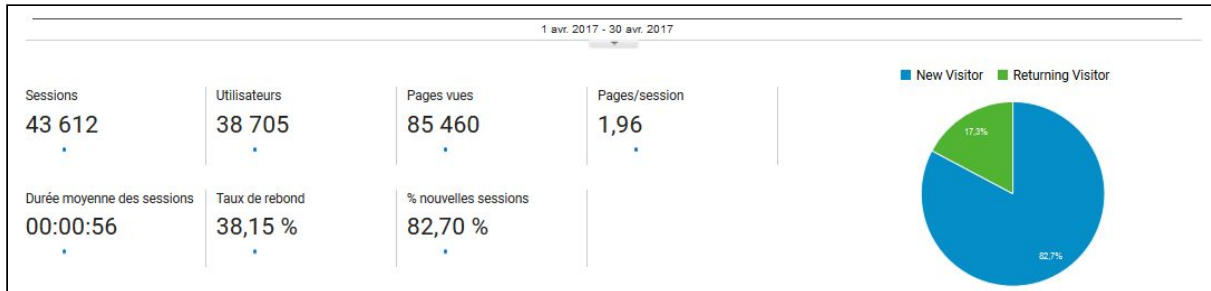 1 avr. 2017 - 30 avr. 2017
New Visitor
Returning Visitor
Sessions
43 612
Utilisateurs
38 705
Pages vues
85 460
Pages/session
1,96
Durée moyenne des sessions
00:00:56
Taux de rebond
38,15 %
% nouvelles sessions
82,70 %
17,3%
82,7%